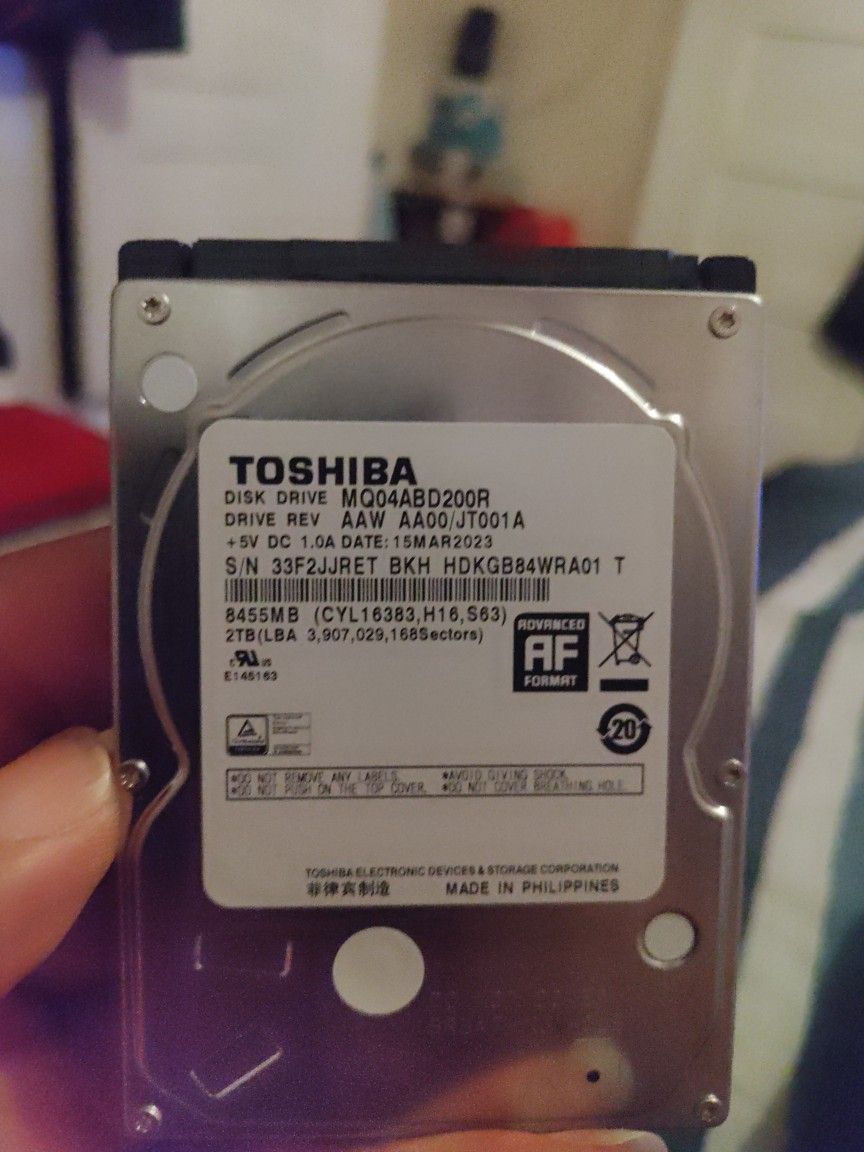 TOSHIBA
DISK DRIVE MQ04ABD200R
DRIVE REV AAW AA00/JT001A
+5V DC 1.0A DATE: 15MAR2023
S/N 33F2JJRET BKH HDKGB84WRA01 T
8455MB (CYL16383,H16,S63)
2TB(LBA 3,907,029,168Sectors)
ADVANCED
AF
FORMAT
c UL us
E145163
20
*DO NOT REMOVE ANY LABELS. *AVOID GIVING SHOCK.
*DO NOT PUSH ON THE TOP COVER. *DO NOT COVER BREATHING HOLE.
TOSHIBA ELECTRONIC DEVICES & STORAGE CORPORATION
菲律宾制造 MADE IN PHILIPPINES